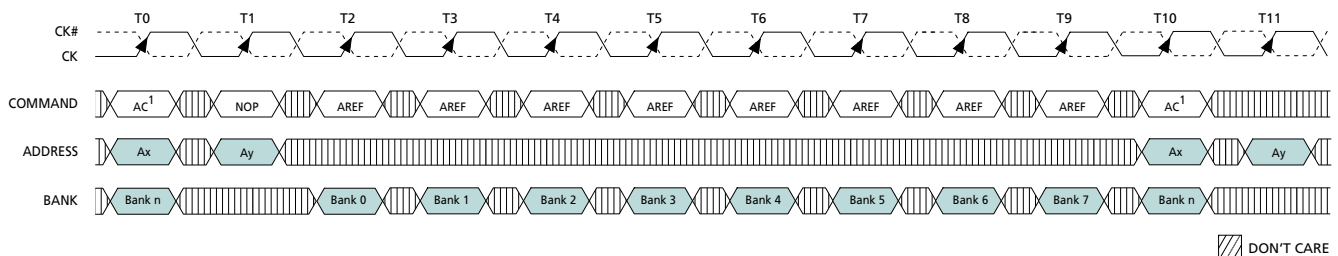 T0 T1 T2 T3 T4 T5 T6 T7 T8 T9 T10 T11
CK#
CK
COMMAND AC1 NOP AREF AREF AREF AREF AREF AREF AREF AREF AC1
ADDRESS Ax Ay Ax Ay
BANK Bank n Bank 0 Bank 1 Bank 2 Bank 3 Bank 4 Bank 5 Bank 6 Bank 7 Bank n
DON'T CARE